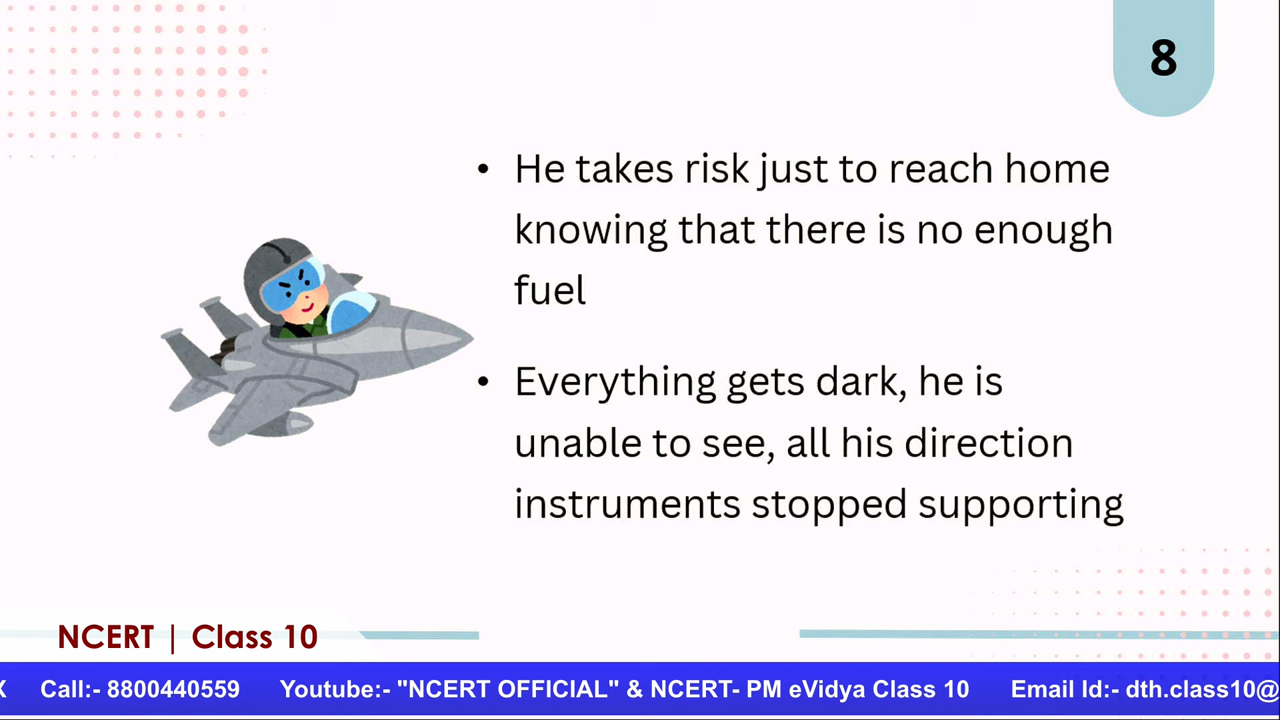 8
• He takes risk just to reach home
knowing that there is no enough
fuel
• Everything gets dark, he is
unable to see, all his direction
instruments stopped supporting
NCERT | Class 10
X Call:- 8800440559 Youtube:- "NCERT OFFICIAL" & NCERT- PM eVidya Class 10 Email Id:- dth.class10@